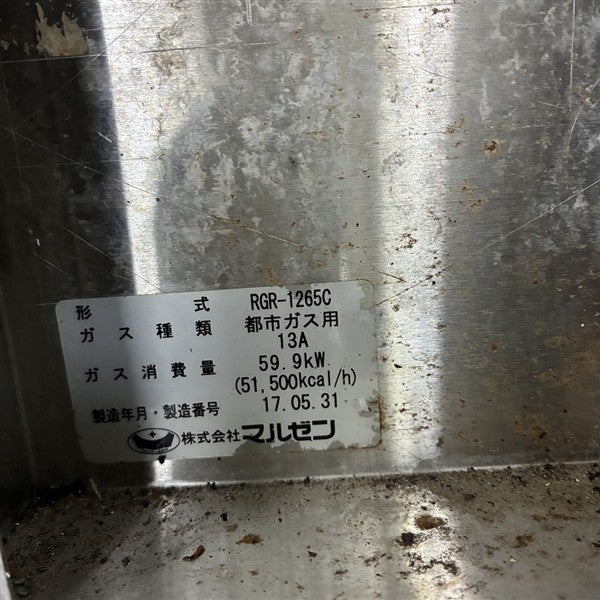 形式 RGR-1265C
ガス種類 都市ガス用
13A
ガス消費量 59.9kW
(51,500kcal/h)
製造年月・製造番号 17.05.31
株式会社マルゼン